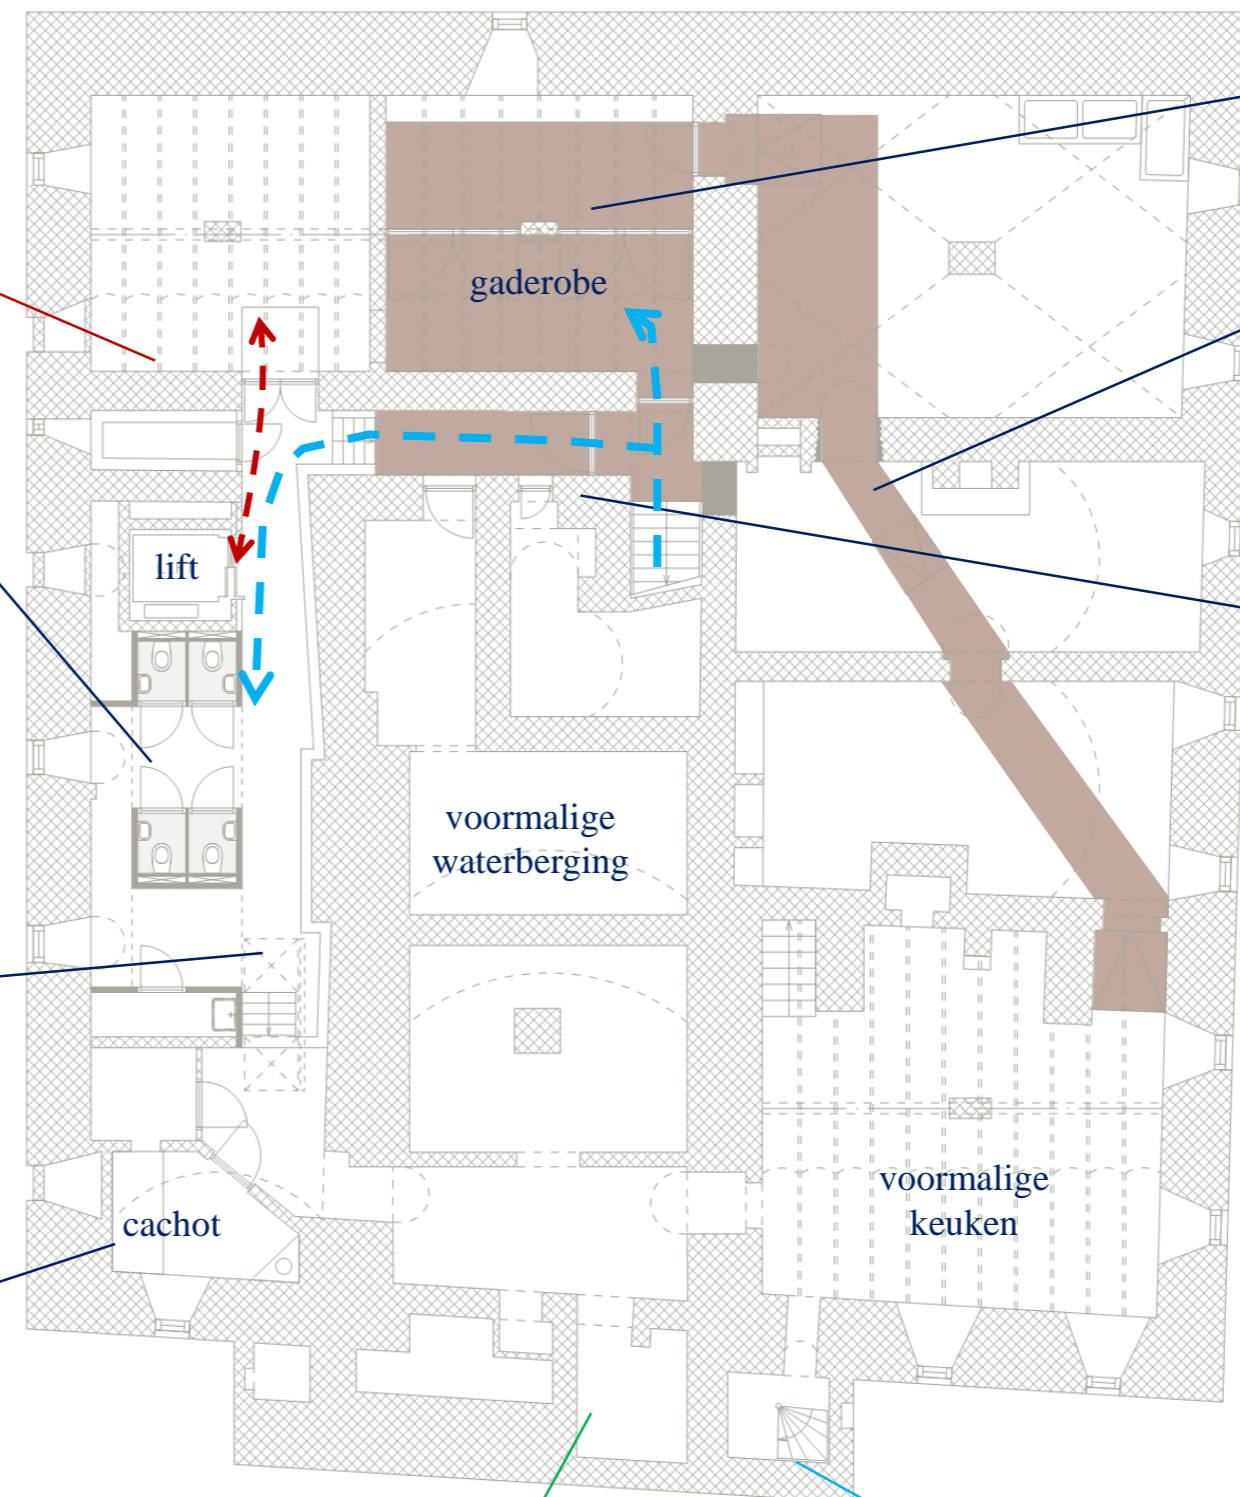 gaderobe
lift
voormalige
waterberging
voormalige
keuken
cachot